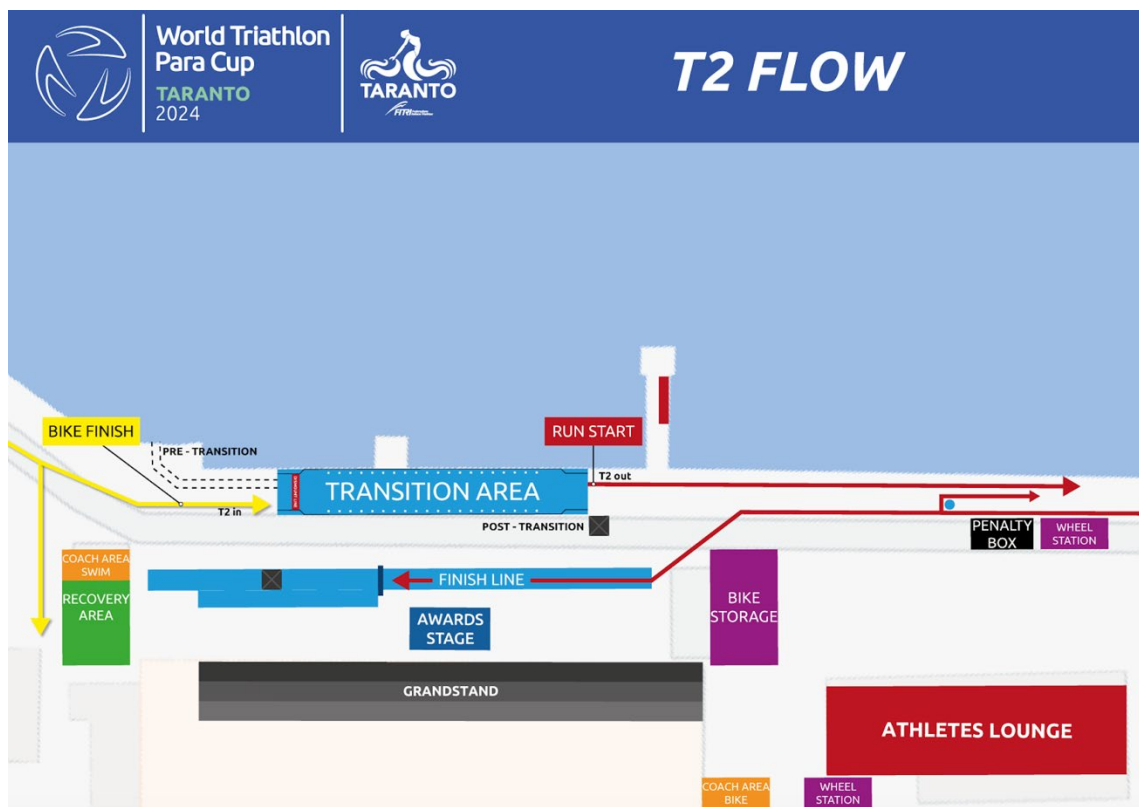 World Triathlon
Para Cup
TARANTO
2024
TARANTO
FITRI
T2 FLOW
BIKE FINISH
PRE - TRANSITION
RUN START
T2 out
TRANSITION AREA
T2 in
POST - TRANSITION
PENALTY
BOX
WHEEL
STATION
COACH AREA
SWIM
RECOVERY
AREA
FINISH LINE
BIKE
STORAGE
AWARDS
STAGE
GRANDSTAND
ATHLETES LOUNGE
COACH AREA
BIKE
WHEEL
STATION